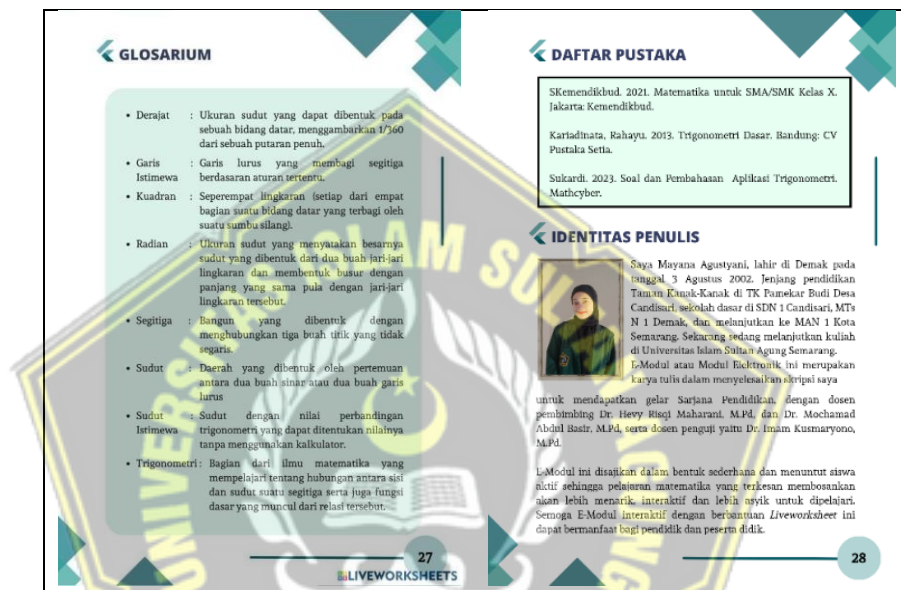 GLOSARIUM
• Derajat : Ukuran sudut yang dapat dibentuk pada
sebuah bidang datar, menggambarkan 1/360
dari sebuah putaran penuh.
• Garis : Garis lurus yang membagi segitiga
Istimewa berdasaran aturan tertentu.
• Kuadran : Seperempat lingkaran (setiap dari empat
bagian suatu bidang datar yang terbagi oleh
suatu sumbu silang).
• Radian : Ukuran sudut yang menyatakan besarnya
sudut yang dibentuk dari dua buah jari-jari
lingkaran dan membentuk busur dengan
panjang yang sama pula dengan jari-jari
lingkaran tersebut.
• Segitiga : Bangun yang dibentuk dengan
menghubungkan tiga buah titik yang tidak
segaris.
• Sudut : Daerah yang dibentuk oleh pertemuan
antara dua buah sinar atau dua buah garis
lurus
• Sudut : Sudut dengan nilai perbandingan
Istimewa trigonometri yang dapat ditentukan nilainya
tanpa menggunakan kalkulator.
• Trigonometri : Bagian dari ilmu matematika yang
mempelajari tentang hubungan antara sisi
dan sudut suatu segitiga serta juga fungsi
dasar yang muncul dari relasi tersebut.
27
LIVEWORKSHEETS
DAFTAR PUSTAKA
SKemendikbud. 2021. Matematika untuk SMA/SMK Kelas X.
Jakarta: Kemendikbud.
Kariadinata, Rahayu. 2013. Trigonometri Dasar. Bandung: CV
Pustaka Setia.
Sukardi. 2023. Soal dan Pembahasan Aplikasi Trigonometri.
Mathcyber.
IDENTITAS PENULIS
Saya Mayana Agustyani, lahir di Demak pada
tanggal 3 Agustus 2002. Jenjang pendidikan
Taman Kanak-Kanak di TK Pamekar Budi Desa
Candisari, sekolah dasar di SDN 1 Candisari, MTs
N 1 Demak, dan melanjutkan ke MAN 1 Kota
Semarang. Sekarang sedang melanjutkan kuliah
di Universitas Islam Sultan Agung Semarang.
E-Modul atau Modul Elektronik ini merupakan
karya tulis dalam menyelesaikan skripsi saya
untuk mendapatkan gelar Sarjana Pendidikan, dengan dosen
pembimbing Dr. Hevy Risqi Maharani, M.Pd, dan Dr. Mochamad
Abdul Basir, M.Pd, serta dosen penguji yaitu Dr. Imam Kusmaryono,
M.Pd.
E-Modul ini disajikan dalam bentuk sederhana dan menuntut siswa
aktif sehingga pelajaran matematika yang terkesan membosankan
akan lebih menarik, interaktif dan lebih asyik untuk dipelajari.
Semoga E-Modul interaktif dengan berbantuan Liveworksheet ini
dapat bermanfaat bagi pendidik dan peserta didik.
28
UNIVERSITAS ISLAM SUL
UNG